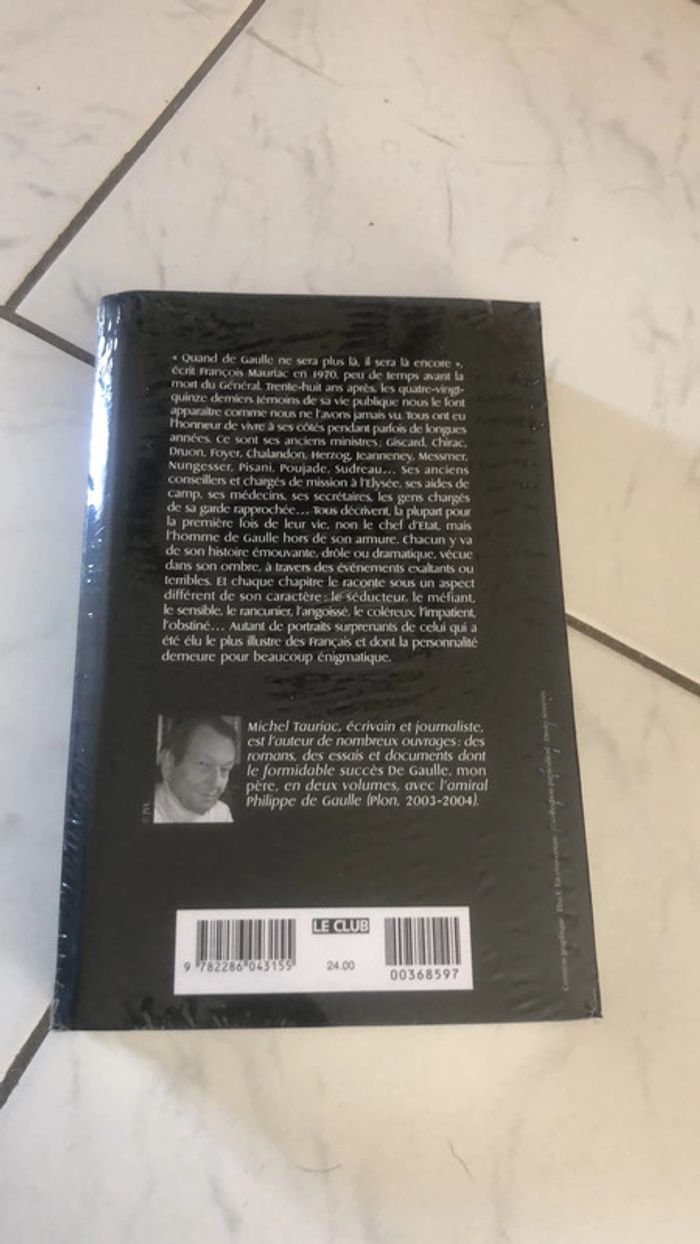 « Quand de Gaulle ne sera plus là, il sera là encore »,
écrit François Mauriac en 1970, peu de temps avant la
mort du Général. Trente-huit ans après, les quatre-vingt-
quinze derniers témoins de sa vie publique nous le font
apparaître comme nous ne l'avons jamais vu. Tous ont eu
l'honneur de vivre à ses côtés pendant parfois de longues
années. Ce sont ses anciens ministres : Giscard, Chirac,
Druon, Foyer, Chalandon, Herzog, Jeanneney, Messmer,
Nungesser, Pisani, Poujade, Sudreau... Ses anciens
conseillers et chargés de mission à l'Elysée, ses aides de
camp, ses médecins, ses secrétaires, les gens chargés
de sa garde rapprochée... Tous décrivent, la plupart pour
la première fois de leur vie, non le chef d'Etat, mais
l'homme de Gaulle hors de son armure. Chacun y va
de son histoire émouvante, drôle ou dramatique, vécue
dans son ombre, à travers des événements exaltants ou
terribles. Et chaque chapitre le raconte sous un aspect
différent de son caractère : le séducteur, le méfiant,
le sensible, le rancunier, l'angoissé, le coléreux, l'impatient,
l'obstiné... Autant de portraits surprenants de celui qui a
été élu le plus illustre des Français et dont la personnalité
demeure pour beaucoup énigmatique.
Michel Tauriac, écrivain et journaliste,
est l'auteur de nombreux ouvrages : des
romans, des essais et documents dont
le formidable succès De Gaulle, mon
père, en deux volumes, avec l'amiral
Philippe de Gaulle (Plon, 2003-2004).
LE CLUB
9 782286 043155
24.00
00368597